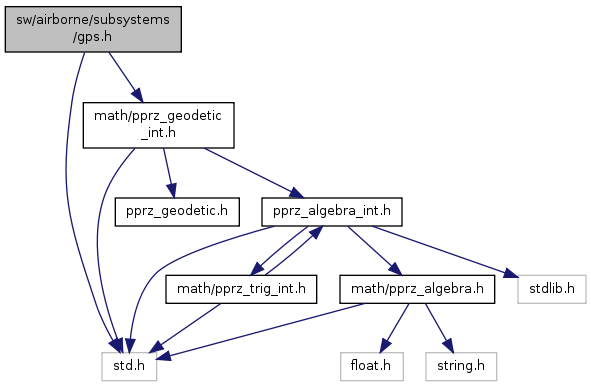 sw/airborne/subsystems
/gps.h
math/pprz_geodetic
_int.h
pprz_geodetic.h
pprz_algebra_int.h
math/pprz_trig_int.h
math/pprz_algebra.h
stdlib.h
std.h
float.h
string.h